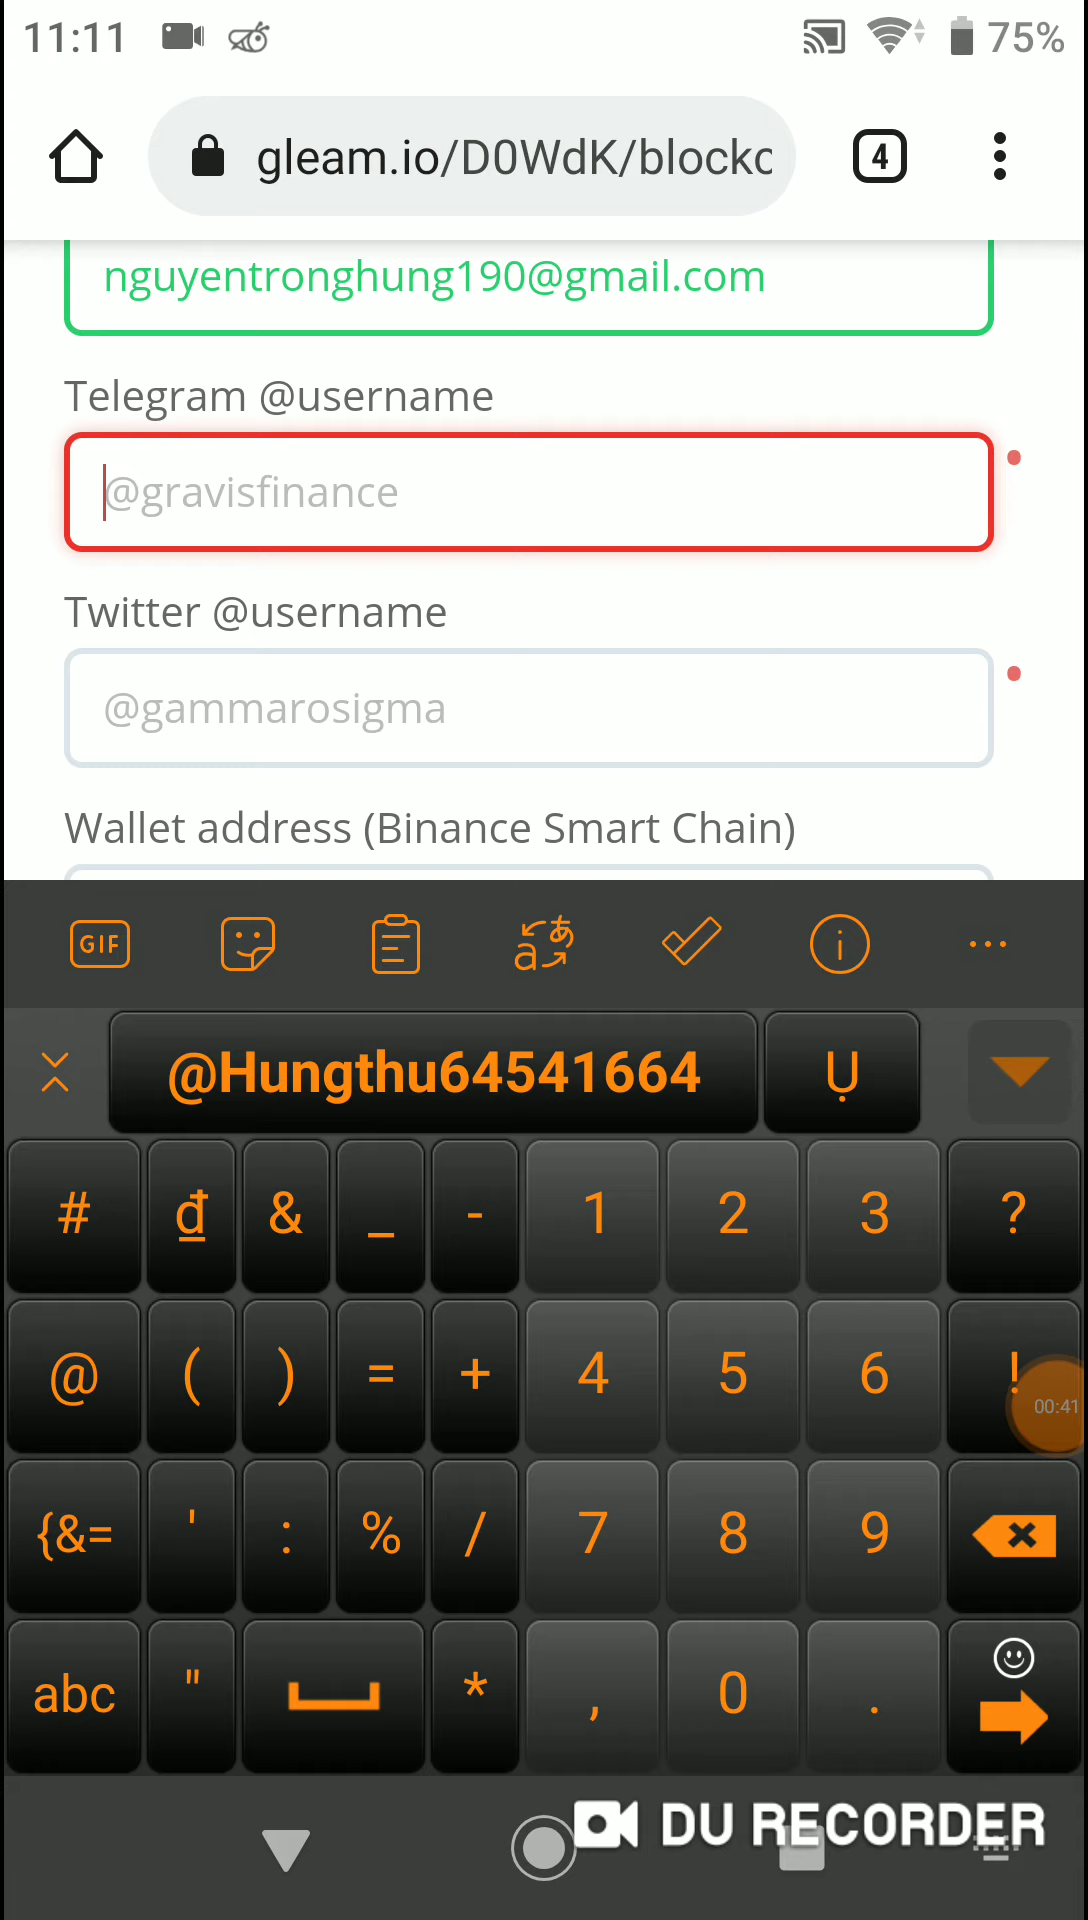 11:11 75%
gleam.io/D0WdK/blockc 4
nguyentronghung190@gmail.com
Telegram @username
@gravisfinance
Twitter @username
@gammarosigma
Wallet address (Binance Smart Chain)
GIF aあ i
@Hungthu64541664 Ụ
# ₫ & _ - 1 2 3 ?
@ ( ) = + 4 5 6 !
00:41
{&= ' : % / 7 8 9
abc " * , 0 .
DU RECORDER